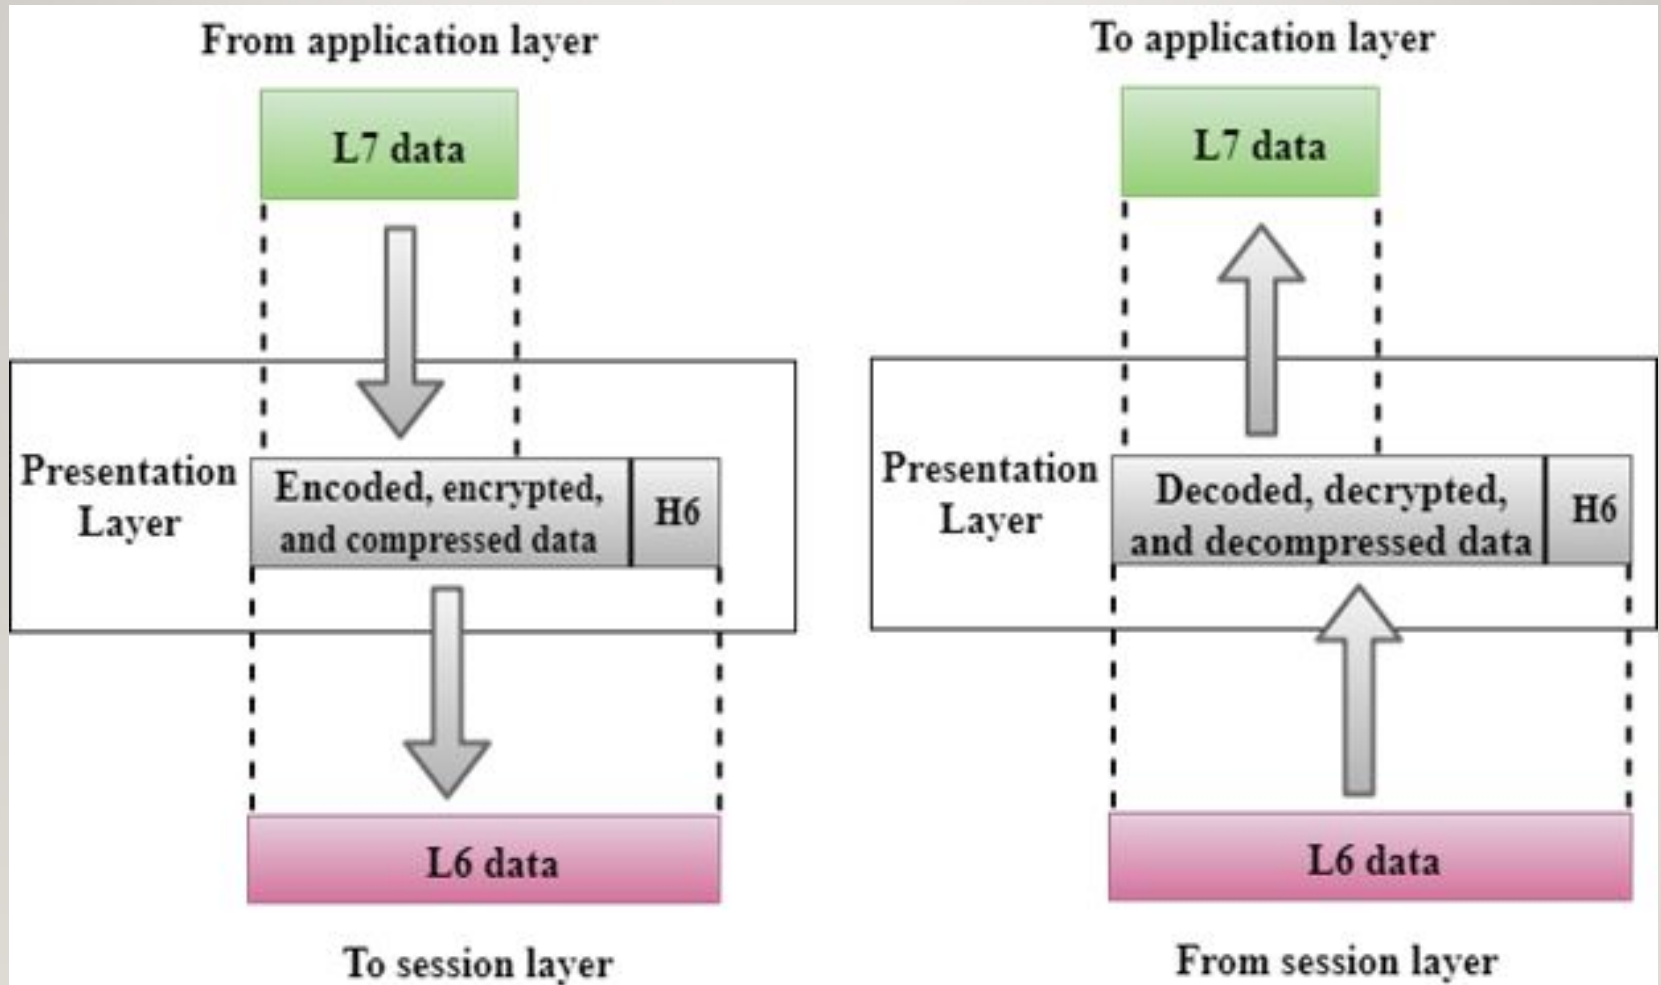 From application layer
L7 data
Presentation
Layer
Encoded, encrypted,
and compressed data
H6
L6 data
To session layer
To application layer
L7 data
Presentation
Layer
Decoded, decrypted,
and decompressed data
H6
L6 data
From session layer